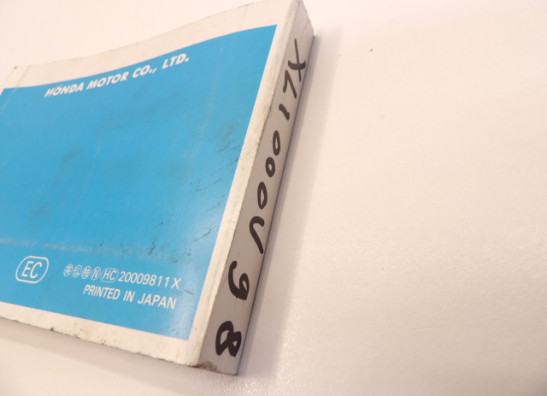 HONDA MOTOR CO., LTD.
EC
HC 20009811X
PRINTED IN JAPAN
XL1000V 98